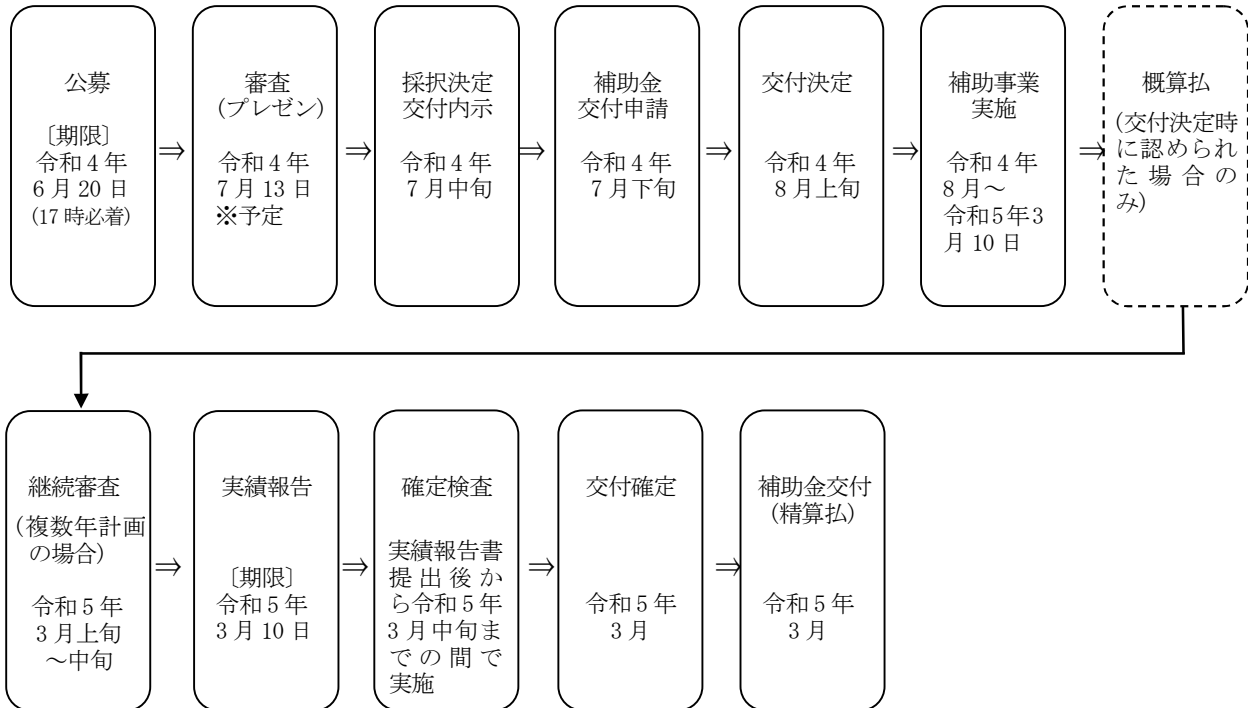 公募
〔期限〕
令和４年
６月20日
(17時必着)
⇒
審査
(プレゼン)
令和４年
７月13日
※予定
⇒
採択決定
交付内示
令和４年
７月中旬
⇒
補助金
交付申請
令和４年
７月下旬
⇒
交付決定
令和４年
８月上旬
⇒
補助事業
実施
令和４年
８月～
令和５年３
月10日
⇒
概算払
(交付決定時
に認められ
た場合の
み)
継続審査
(複数年計画
の場合)
令和５年
３月上旬
～中旬
⇒
実績報告
〔期限〕
令和５年
３月10日
⇒
確定検査
実績報告書
提出後か
ら令和５年
３月中旬ま
での間で
実施
⇒
交付確定
令和５年
３月
⇒
補助金交付
(精算払)
令和５年
３月